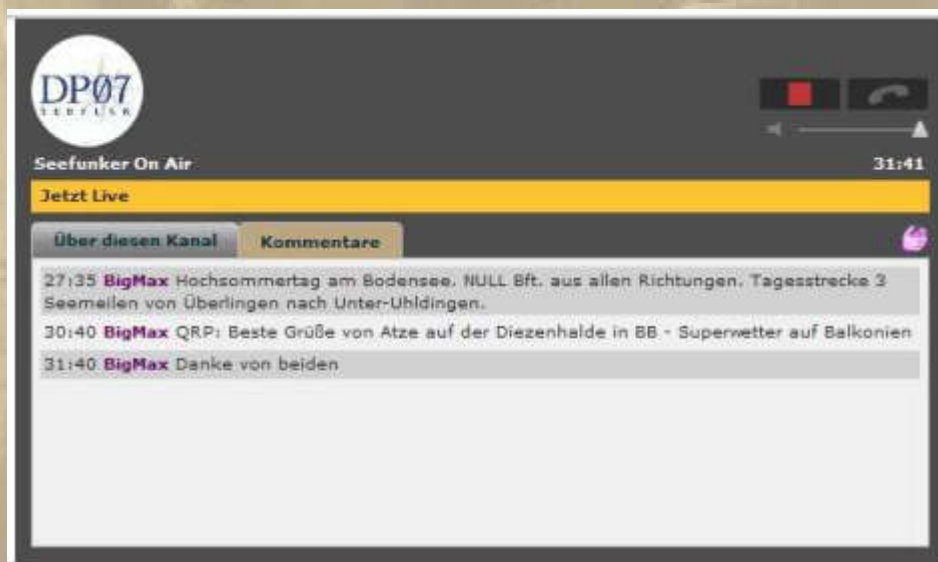 DP07
SEEFUNK
Seefunker On Air
31:41
Jetzt Live
Über diesen Kanal
Kommentare
27:35 BigMax Hochsommertag am Bodensee. NULL Bft. aus allen Richtungen. Tagesstrecke 3
Seemeilen von Überlingen nach Unter-Uhldingen.
30:40 BigMax QRP: Beste Grüße von Atze auf der Diezenhalde in BB - Superwetter auf Balkonien
31:40 BigMax Danke von beiden